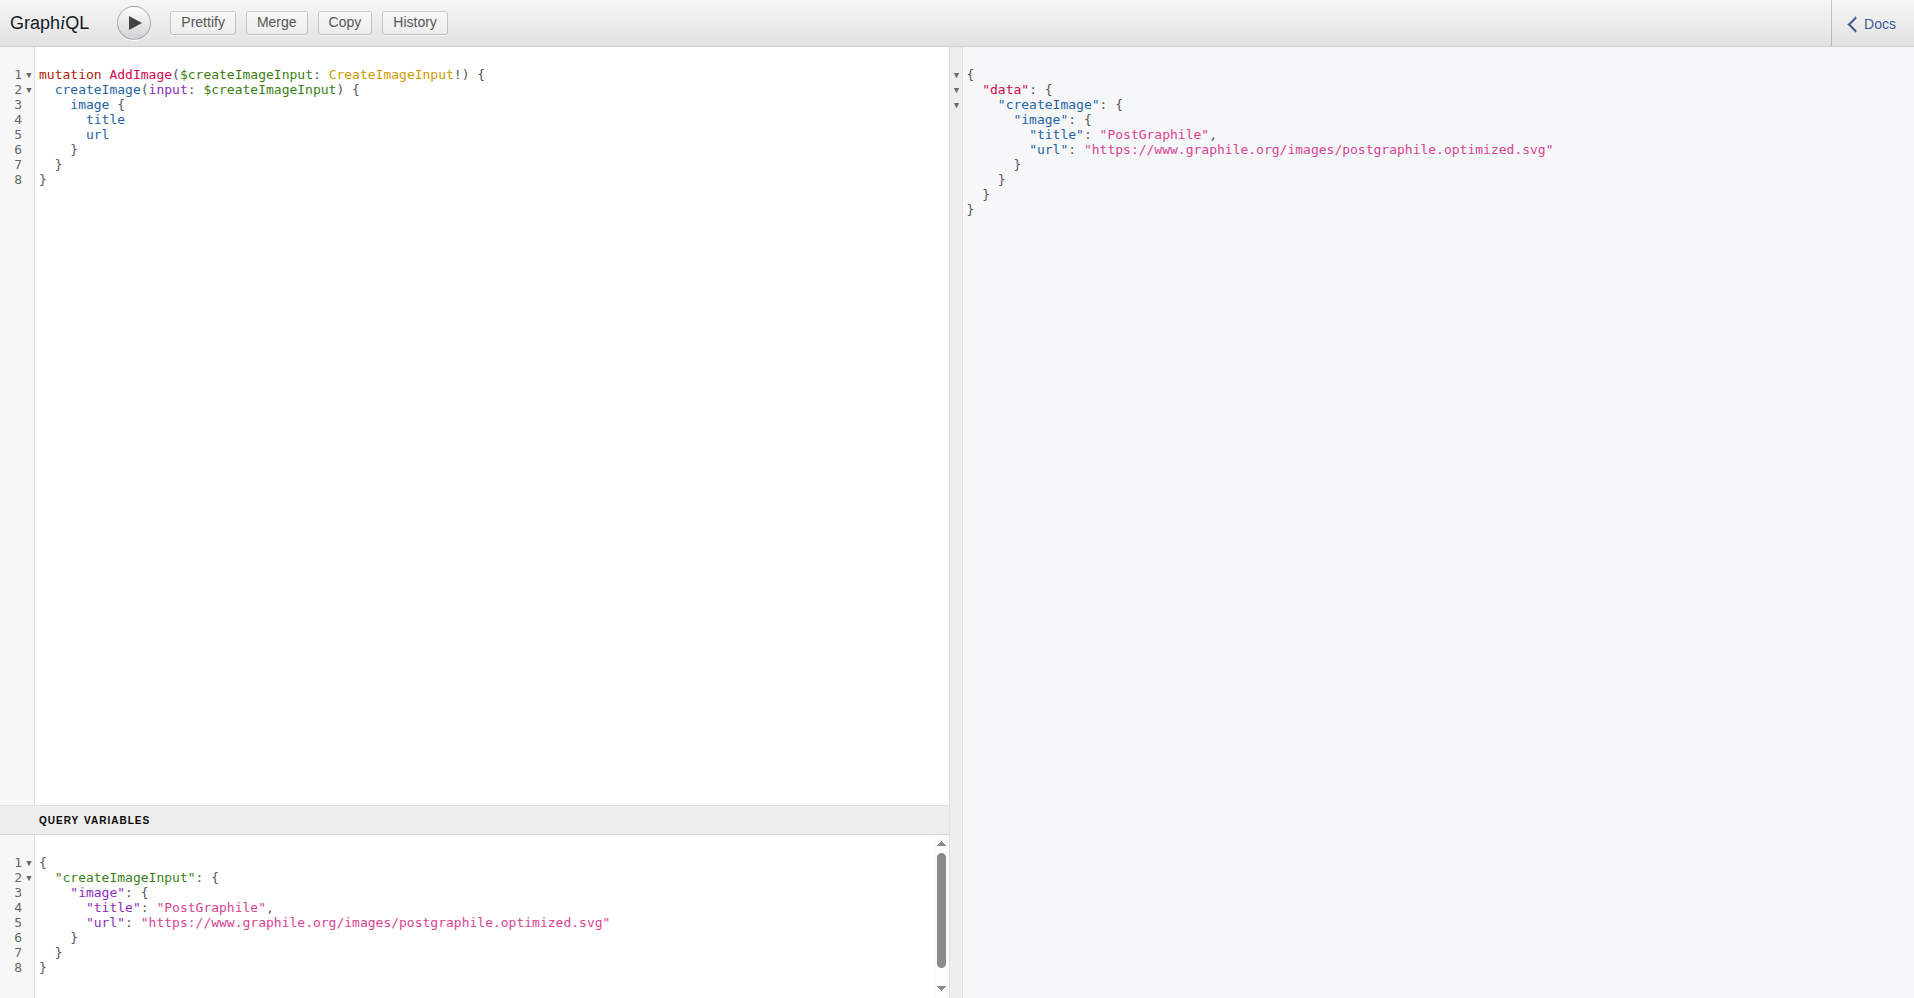 GraphiQL
Prettify Merge Copy History
Docs
1 mutation AddImage($createImageInput: CreateImageInput!) {
2   createImage(input: $createImageInput) {
3     image {
4       title
5       url
6     }
7   }
8 }
QUERY VARIABLES
1 {
2   "createImageInput": {
3     "image": {
4       "title": "PostGraphile",
5       "url": "https://www.graphile.org/images/postgraphile.optimized.svg"
6     }
7   }
8 }
{
  "data": {
    "createImage": {
      "image": {
        "title": "PostGraphile",
        "url": "https://www.graphile.org/images/postgraphile.optimized.svg"
      }
    }
  }
}